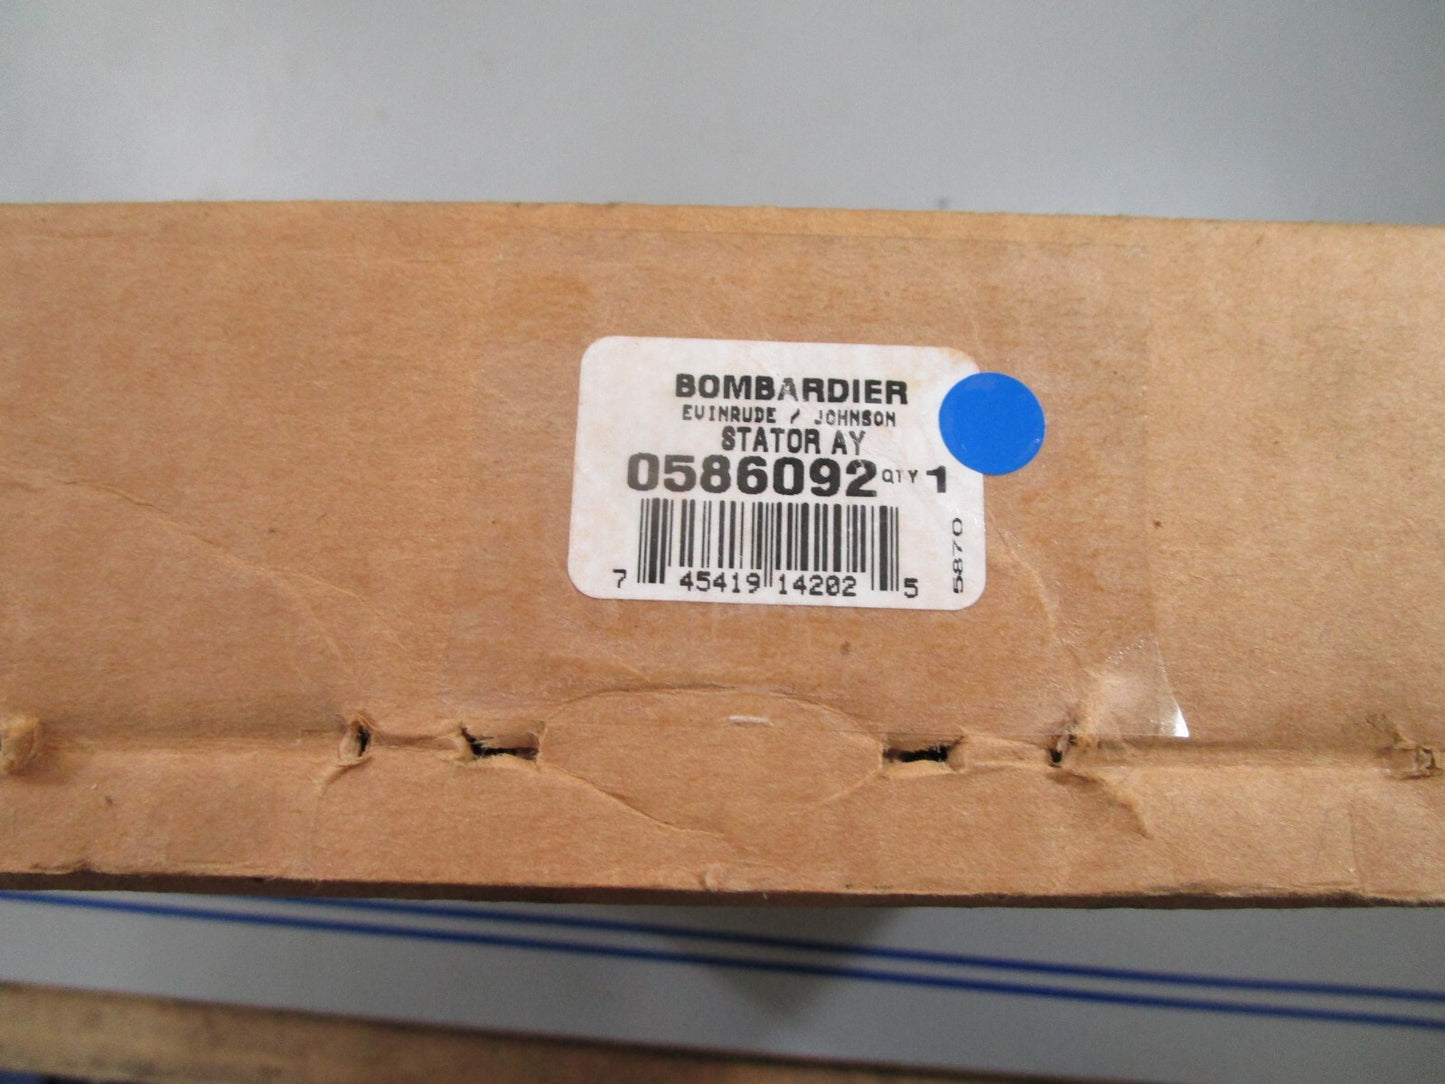 BOMBARDIER
EVINRUDE / JOHNSON
STATOR AY
0586092 QTY 1
7 45419 14202 5
5870